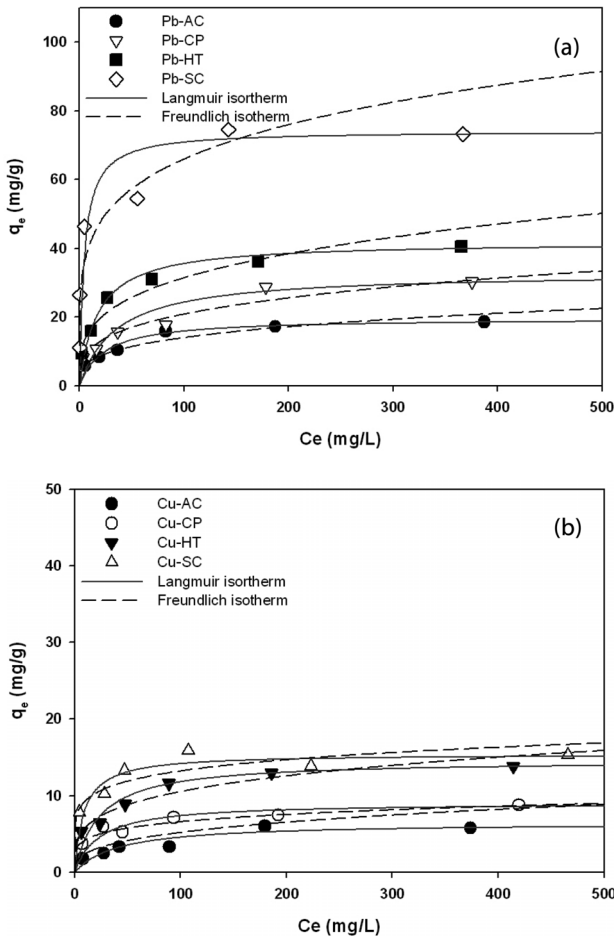 (a)
Pb-AC
Pb-CP
Pb-HT
Pb-SC
Langmuir isortherm
Freundlich isotherm
100
80
60
40
20
0
qe (mg/g)
0 100 200 300 400 500
Ce (mg/L)
(b)
Cu-AC
Cu-CP
Cu-HT
Cu-SC
Langmuir isortherm
Freundlich isotherm
50
40
30
20
10
0
qe (mg/g)
0 100 200 300 400 500
Ce (mg/L)